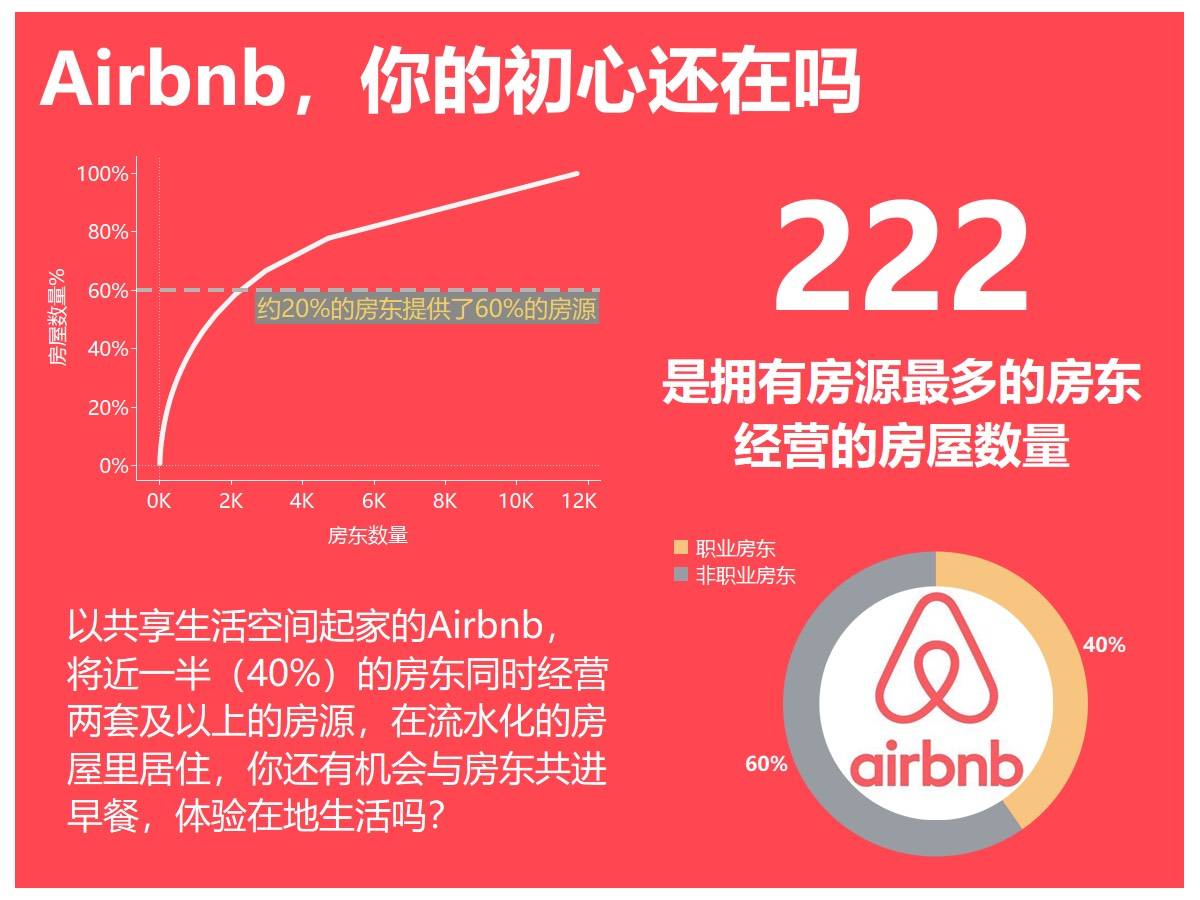 Airbnb，你的初心还在吗
100%
80%
60%
40%
20%
0%
房屋数量%
约20%的房东提供了60%的房源
0K 2K 4K 6K 8K 10K 12K
房东数量
222
是拥有房源最多的房东
经营的房屋数量
职业房东
非职业房东
40%
60%
airbnb
以共享生活空间起家的Airbnb，
将近一半（40%）的房东同时经营
两套及以上的房源，在流水化的房
屋里居住，你还有机会与房东共进
早餐，体验在地生活吗？